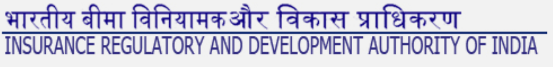 भारतीय बीमा विनियामकऔर विकास प्राधिकरण
INSURANCE REGULATORY AND DEVELOPMENT AUTHORITY OF INDIA